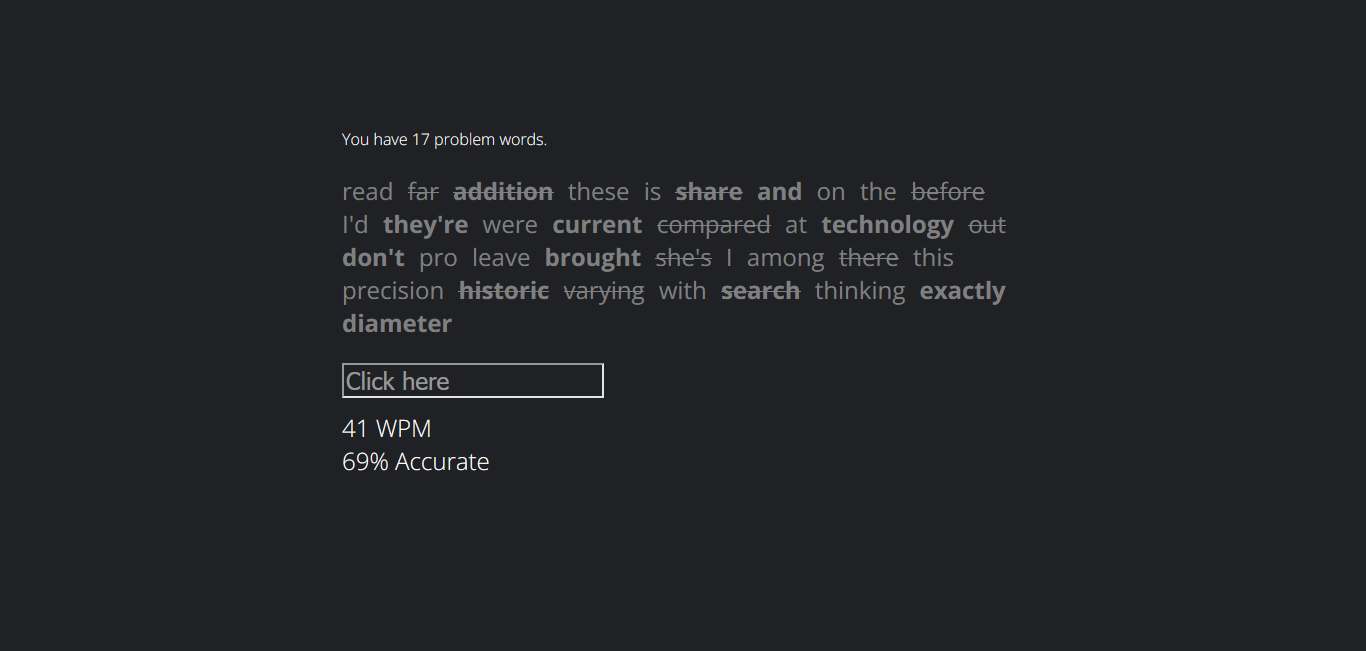 You have 17 problem words.
read far addition these is share and on the before
I'd they're were current compared at technology out
don't pro leave brought she's I among there this
precision historic varying with search thinking exactly
diameter
Click here
41 WPM
69% Accurate